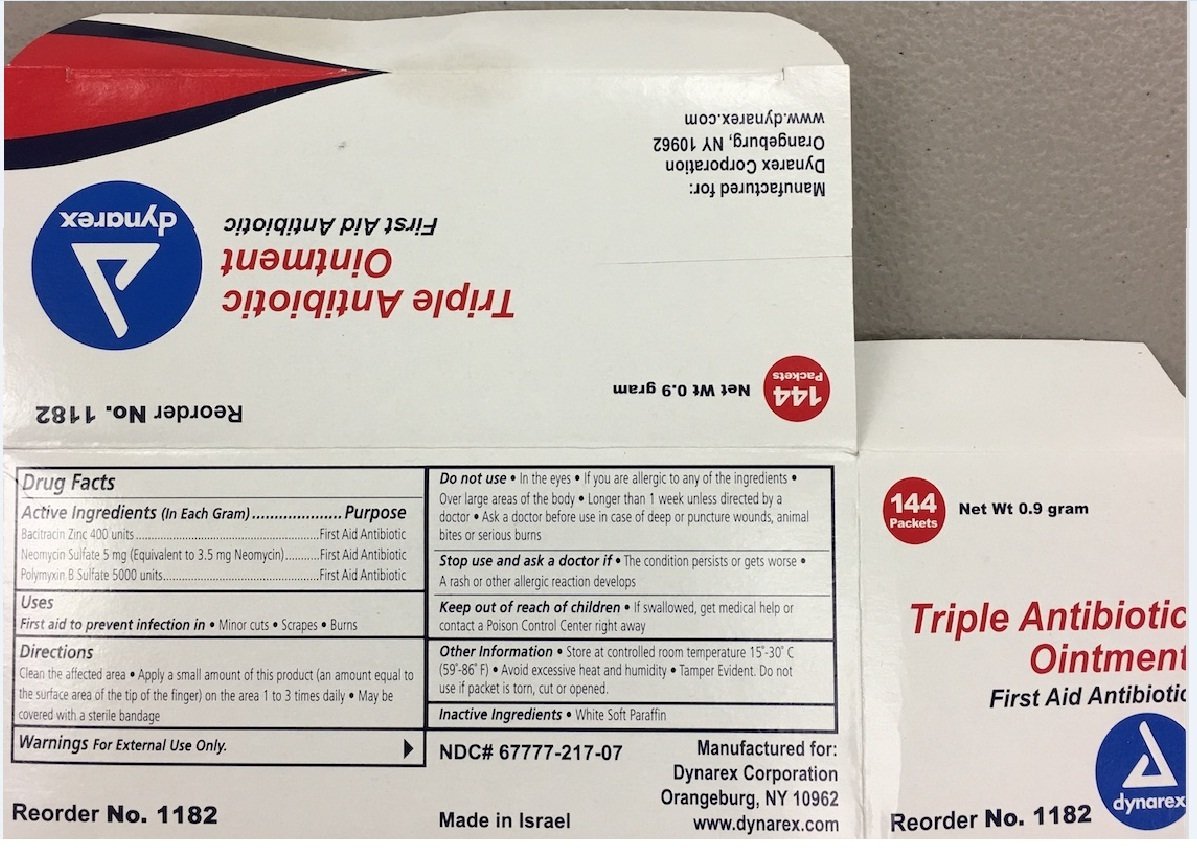 Manufactured for:
Dynarex Corporation
Orangeburg, NY 10962
www.dynarex.com
Reorder No. 1182
144
Packets
Net Wt 0.9 gram
Triple Antibiotic
Ointment
First Aid Antibiotic
dynarex
Drug Facts
Active Ingredients (In Each Gram)....................Purpose
Bacitracin Zinc 400 units..........................................................First Aid Antibiotic
Neomycin Sulfate 5 mg (Equivalent to 3.5 mg Neomycin)..........First Aid Antibiotic
Polymyxin B Sulfate 5000 units.................................................First Aid Antibiotic
Uses
First aid to prevent infection in • Minor cuts • Scrapes • Burns
Directions
Clean the affected area • Apply a small amount of this product (an amount equal to
the surface area of the tip of the finger) on the area 1 to 3 times daily • May be
covered with a sterile bandage
Warnings For External Use Only.
Reorder No. 1182
Do not use • In the eyes • If you are allergic to any of the ingredients •
Over large areas of the body • Longer than 1 week unless directed by a
doctor • Ask a doctor before use in case of deep or puncture wounds, animal
bites or serious burns
Stop use and ask a doctor if • The condition persists or gets worse •
A rash or other allergic reaction develops
Keep out of reach of children • If swallowed, get medical help or
contact a Poison Control Center right away
Other Information • Store at controlled room temperature 15°-30° C
(59°-86° F) • Avoid excessive heat and humidity • Tamper Evident. Do not
use if packet is torn, cut or opened.
Inactive Ingredients • White Soft Paraffin
NDC# 67777-217-07
Made in Israel
Manufactured for:
Dynarex Corporation
Orangeburg, NY 10962
www.dynarex.com
144
Packets
Net Wt 0.9 gram
Triple Antibiotic
Ointment
First Aid Antibiotic
dynarex
Reorder No. 1182